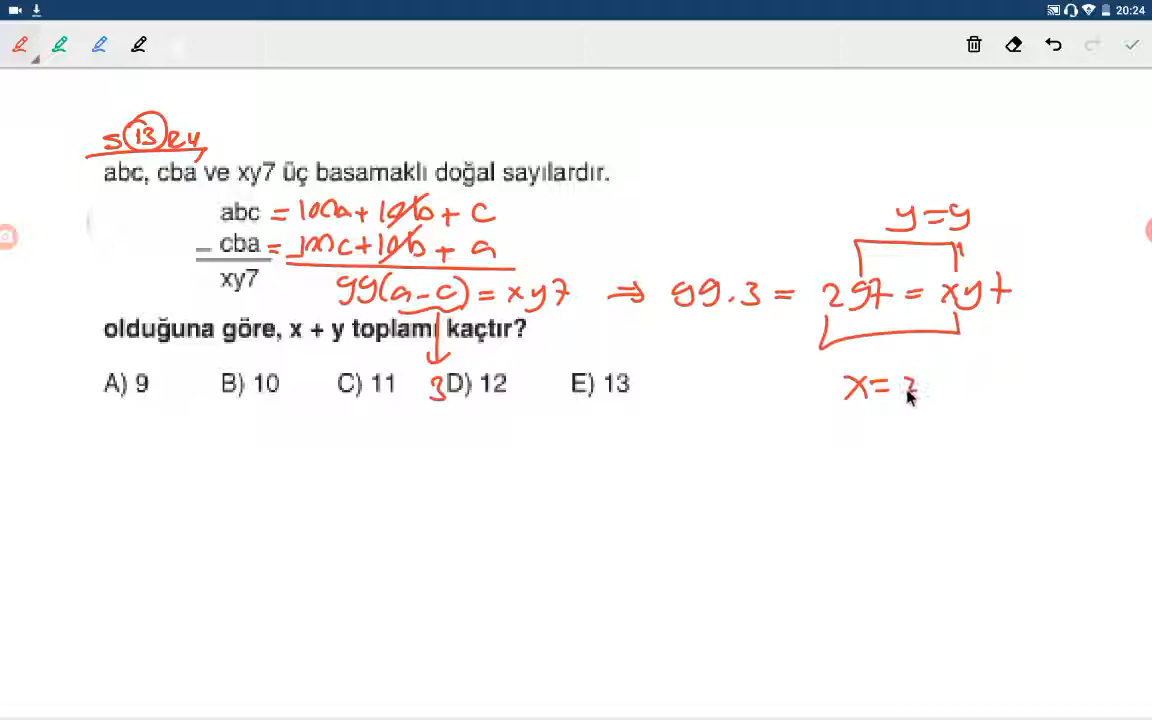 20:24
S 13 24
abc, cba ve xy7 üç basamaklı doğal sayılardır.
abc = 100a + 10b + c
_ cba = 100c + 10b + a
xy7
99(a - c) = xy7 ⇒ 99.3 = 297 = xy7
y = 9
olduğuna göre, x + y toplamı kaçtır?
3
A) 9 B) 10 C) 11 D) 12 E) 13
x = 2